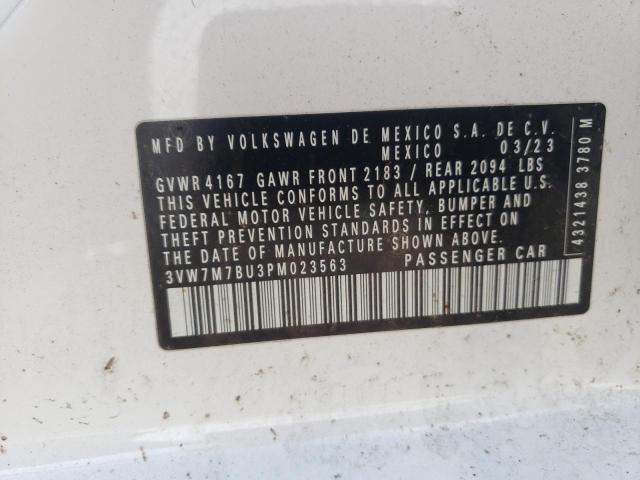 MFD BY VOLKSWAGEN DE MEXICO S.A. DE C.V.
MEXICO 03/23
GVWR 4167 GAWR FRONT 2183 / REAR 2094 LBS
THIS VEHICLE CONFORMS TO ALL APPLICABLE U.S.
FEDERAL MOTOR VEHICLE SAFETY, BUMPER AND
THEFT PREVENTION STANDARDS IN EFFECT ON
THE DATE OF MANUFACTURE SHOWN ABOVE.
3VW7M7BU3PM023563 PASSENGER CAR
4321438 3780 M